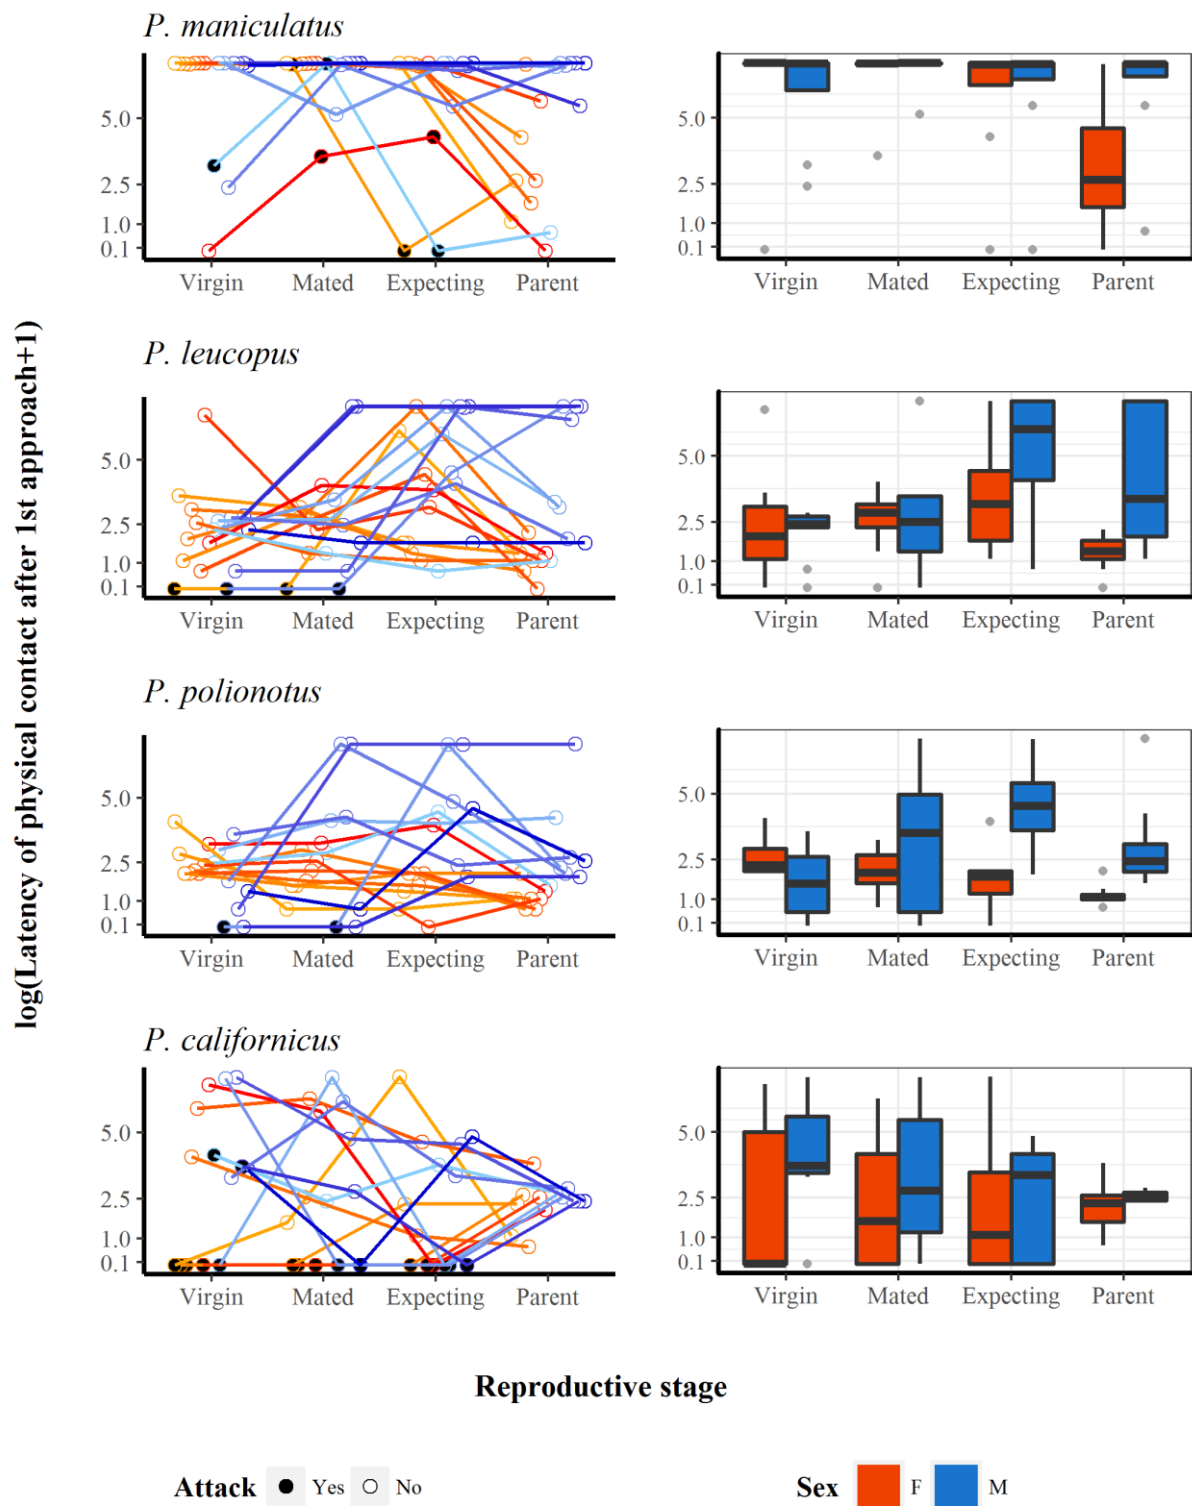 P. maniculatus
5.0
2.5
1.0
0.1
Virgin Mated Expecting Parent
5.0
2.5
1.0
0.1
Virgin Mated Expecting Parent
P. leucopus
5.0
2.5
1.0
0.1
Virgin Mated Expecting Parent
5.0
2.5
1.0
0.1
Virgin Mated Expecting Parent
P. polionotus
5.0
2.5
1.0
0.1
Virgin Mated Expecting Parent
5.0
2.5
1.0
0.1
Virgin Mated Expecting Parent
P. californicus
5.0
2.5
1.0
0.1
Virgin Mated Expecting Parent
5.0
2.5
1.0
0.1
Virgin Mated Expecting Parent
log(Latency of physical contact after 1st approach+1)
Reproductive stage
Attack Yes No
Sex F M